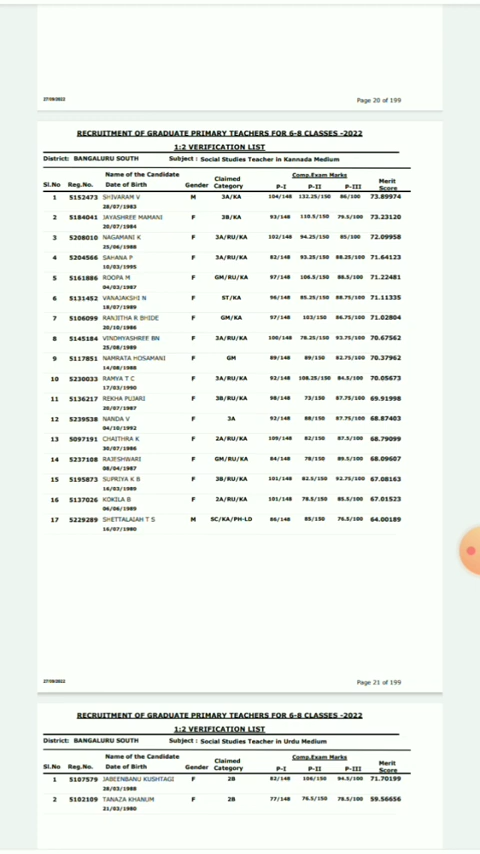 27/09/2022 Page 20 of 199
RECRUITMENT OF GRADUATE PRIMARY TEACHERS FOR 6-8 CLASSES -2022
1:2 VERIFICATION LIST
District: BANGALURU SOUTH Subject : Social Studies Teacher in Kannada Medium
Sl.No Reg.No. Name of the Candidate Date of Birth Gender Claimed Category Comp.Exam Marks P-I P-II P-III Merit Score
1 5152473 SHIVARAM V M 3A/KA 104/148 132.25/150 86/100 73.89974
28/07/1983
2 5184041 JAYASHREE MAMANI F 3B/KA 93/148 110.5/150 79.5/100 73.23120
20/07/1984
3 5208010 NAGAMANI K F 3A/RU/KA 102/148 94.25/150 85/100 72.09958
25/06/1988
4 5204566 SAHANA P F 3A/RU/KA 82/148 93.25/150 88.25/100 71.64123
10/03/1995
5 5161886 ROOPA M F GM/RU/KA 97/148 106.5/150 88.5/100 71.22481
04/03/1987
6 5131452 VANAJAKSHI N F ST/KA 96/148 85.25/150 88.75/100 71.11335
18/07/1989
7 5106099 RANJITHA R BHIDE F GM/KA 97/148 103/150 86.75/100 71.02804
20/10/1986
8 5145184 VINDHYASHREE BN F 3A/RU/KA 100/148 78.25/150 93.75/100 70.67562
25/08/1989
9 5117851 NAMRATA HOSAMANI F GM 89/148 89/150 82.75/100 70.37962
14/08/1988
10 5230033 RAMYA T C F 3A/RU/KA 92/148 108.25/150 84.5/100 70.05673
17/03/1990
11 5136217 REKHA PUJARI F 3B/RU/KA 98/148 73/150 87.75/100 69.91998
20/07/1987
12 5239538 NANDA V F 3A 92/148 88/150 87.75/100 68.87403
04/10/1992
13 5097191 CHAITHRA K F 2A/RU/KA 109/148 82/150 87.5/100 68.79099
30/07/1986
14 5237108 RAJESHWARI F GM/RU/KA 84/148 78/150 89.5/100 68.09607
08/04/1987
15 5195873 SUPRIYA K B F 3B/RU/KA 101/148 82.5/150 92.75/100 67.08163
16/03/1989
16 5137026 KOKILA B F 2A/RU/KA 101/148 78.5/150 85.5/100 67.01523
06/06/1989
17 5229289 SHETTALAIAH T S M SC/KA/PH-LD 86/148 85/150 76.5/100 64.00189
16/07/1980
27/09/2022 Page 21 of 199
RECRUITMENT OF GRADUATE PRIMARY TEACHERS FOR 6-8 CLASSES -2022
1:2 VERIFICATION LIST
District: BANGALURU SOUTH Subject : Social Studies Teacher in Urdu Medium
Sl.No Reg.No. Name of the Candidate Date of Birth Gender Claimed Category Comp.Exam Marks P-I P-II P-III Merit Score
1 5107579 JABEENBANU KUSHTAGI F 2B 82/148 106/150 94.5/100 71.70199
28/03/1988
2 5102109 TANAZA KHANUM F 2B 77/148 76.5/150 78.5/100 59.56656
21/03/1980